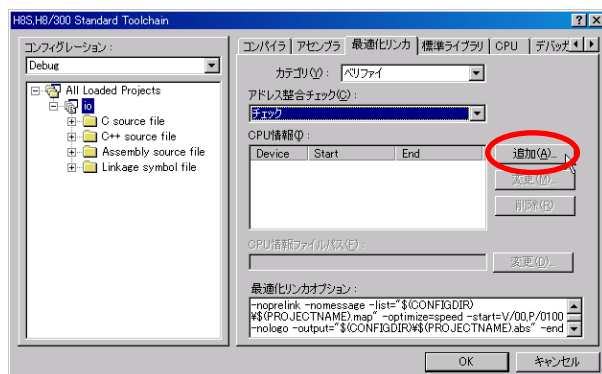 H8S,H8/300 Standard Toolchain
コンフィグレーション：
Debug
All Loaded Projects
io
C source file
C++ source file
Assembly source file
Linkage symbol file
コンパイラ アセンブラ 最適化リンカ 標準ライブラリ CPU デバッガ
カテゴリ(Y)： ベリファイ
アドレス整合チェック(C)：
チェック
CPU情報(I)：
Device Start End
追加(A)...
変更(M)...
削除(R)
CPU情報ファイルパス(F)：
変更(D)...
最適化リンカオプション：
-noprelink -nomessage -list="$(CONFIGDIR)
¥$(PROJECTNAME).map" -optimize=speed -start=V/00,P/0100
-nologo -output="$(CONFIGDIR)¥$(PROJECTNAME).abs" -end
OK キャンセル